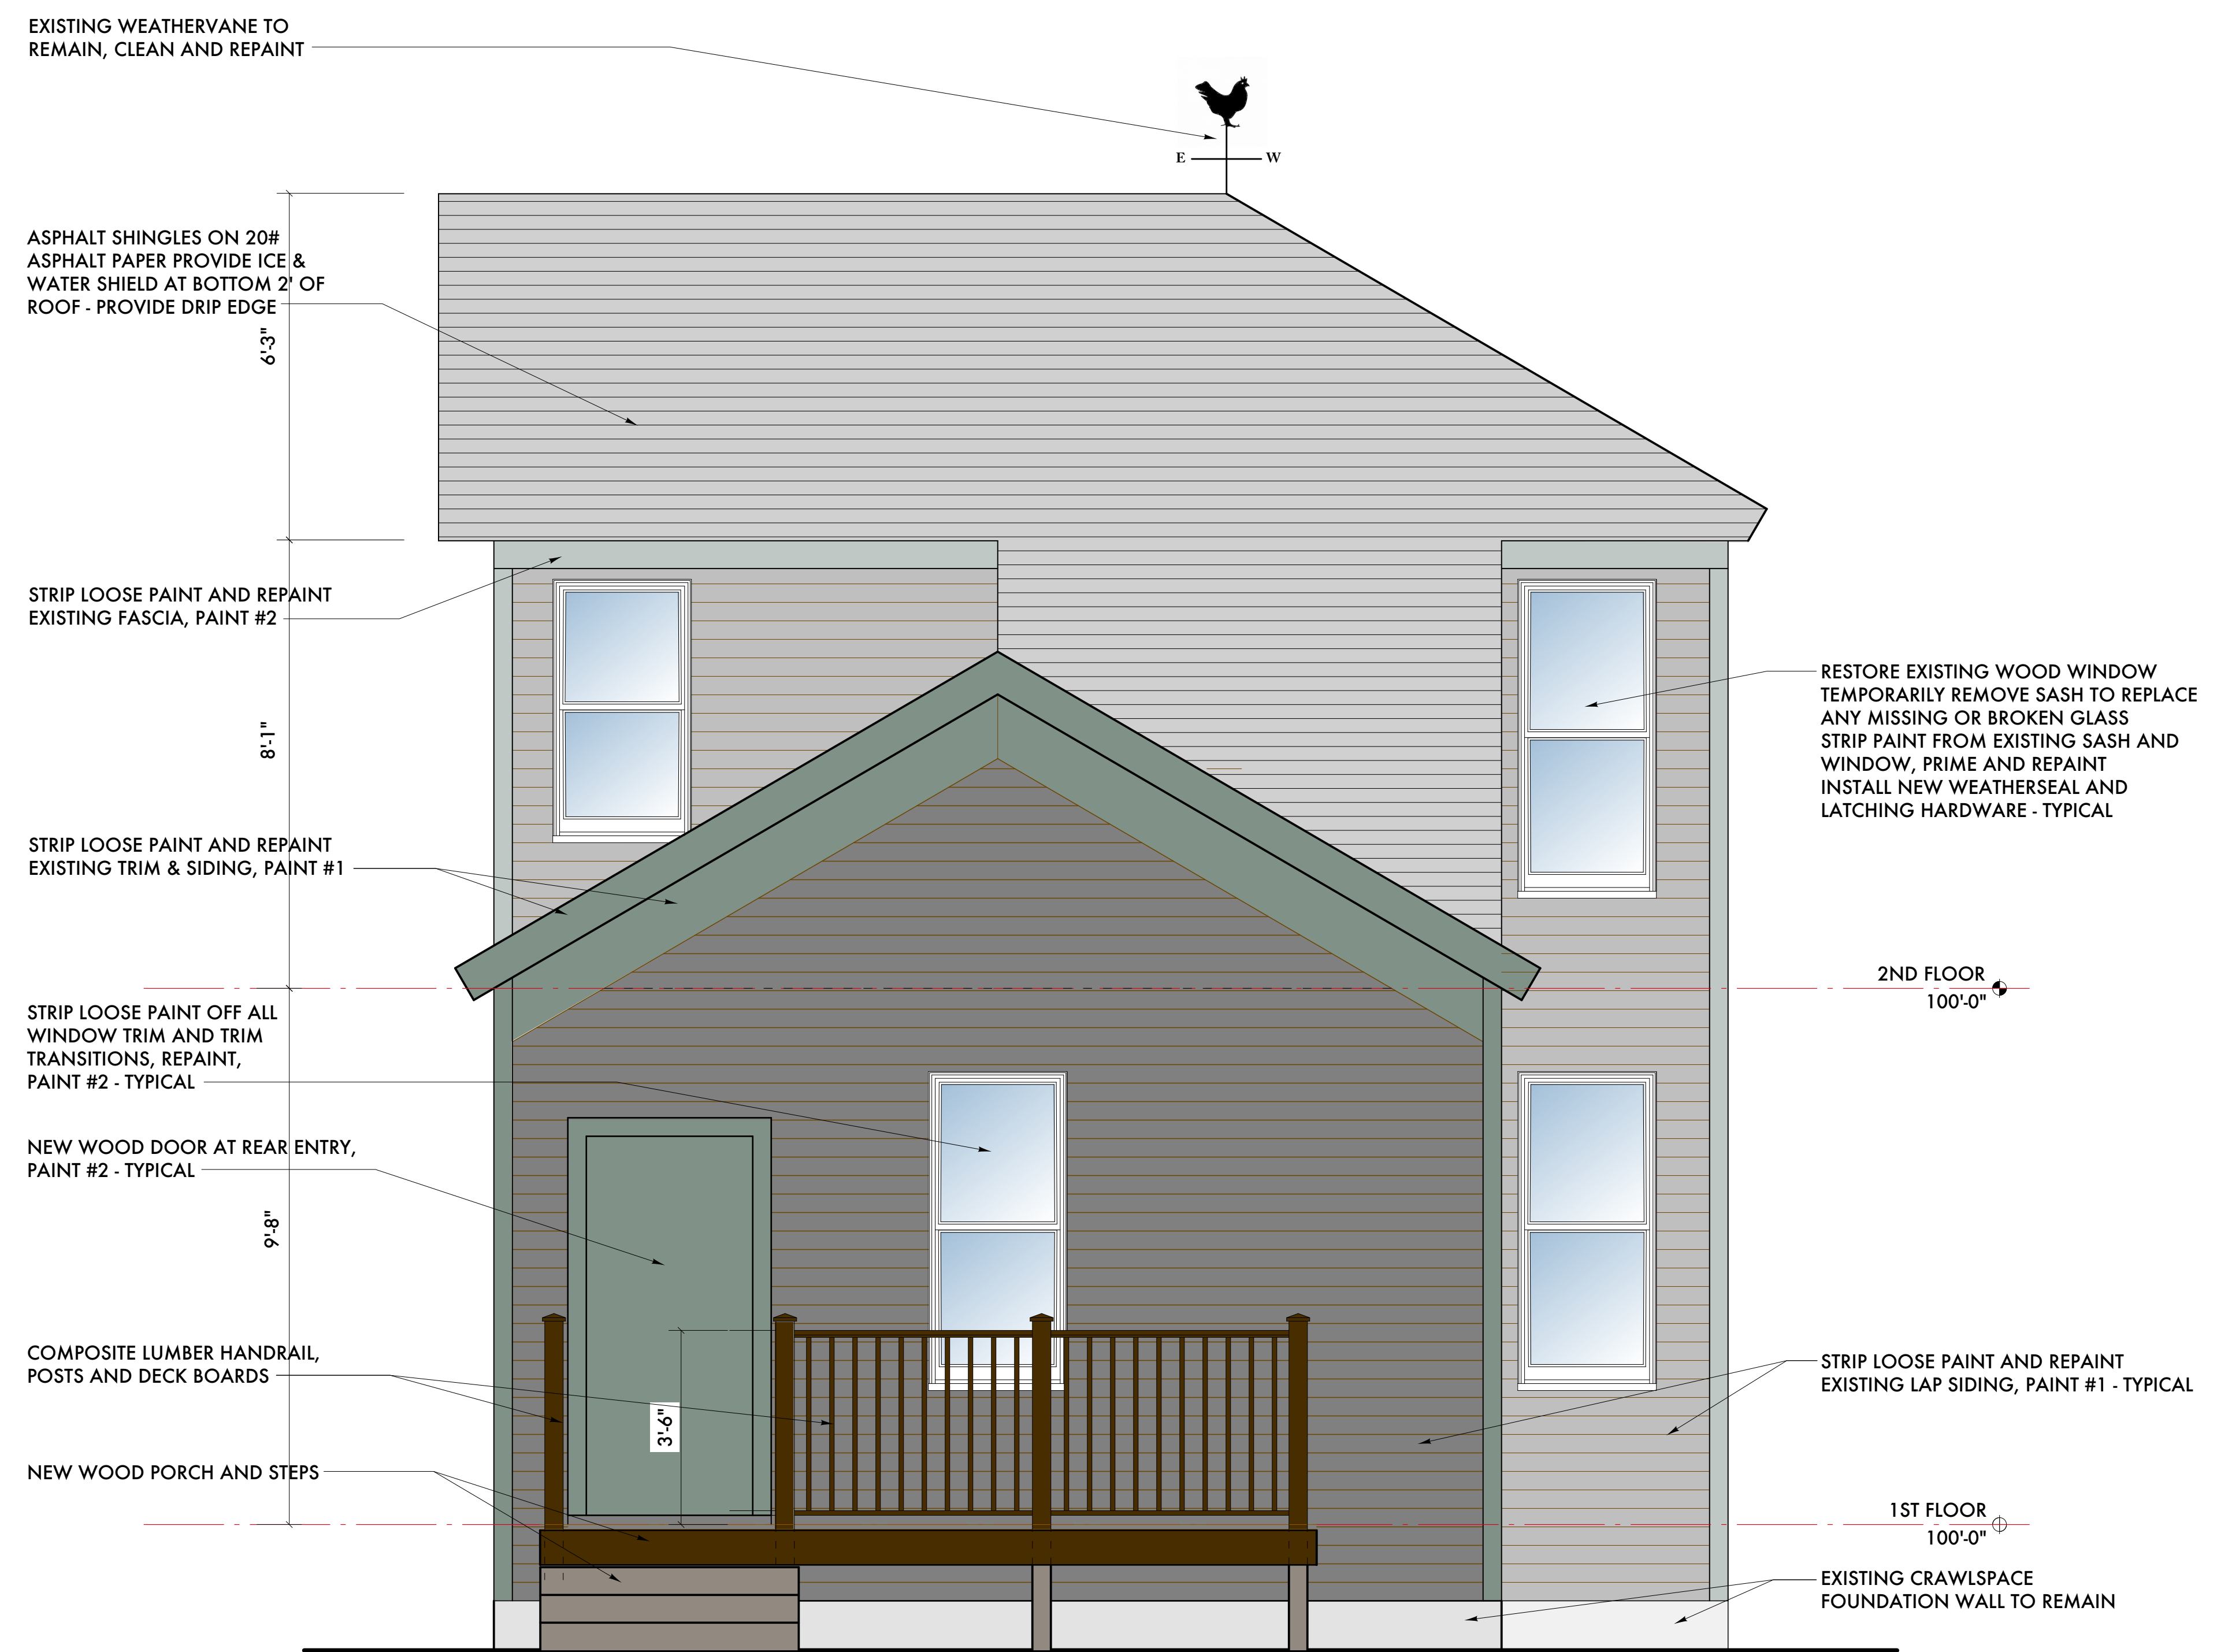 EXISTING WEATHERVANE TO
REMAIN, CLEAN AND REPAINT
E
W
ASPHALT SHINGLES ON 20#
ASPHALT PAPER PROVIDE ICE &
WATER SHIELD AT BOTTOM 2' OF
ROOF - PROVIDE DRIP EDGE
6'-3"
STRIP LOOSE PAINT AND REPAINT
EXISTING FASCIA, PAINT #2
8'-1"
STRIP LOOSE PAINT AND REPAINT
EXISTING TRIM & SIDING, PAINT #1
STRIP LOOSE PAINT OFF ALL
WINDOW TRIM AND TRIM
TRANSITIONS, REPAINT,
PAINT #2 - TYPICAL
NEW WOOD DOOR AT REAR ENTRY,
PAINT #2 - TYPICAL
9'-8"
COMPOSITE LUMBER HANDRAIL,
POSTS AND DECK BOARDS
3'-6"
NEW WOOD PORCH AND STEPS
RESTORE EXISTING WOOD WINDOW
TEMPORARILY REMOVE SASH TO REPLACE
ANY MISSING OR BROKEN GLASS
STRIP PAINT FROM EXISTING SASH AND
WINDOW, PRIME AND REPAINT
INSTALL NEW WEATHERSEAL AND
LATCHING HARDWARE - TYPICAL
2ND FLOOR
100'-0"
STRIP LOOSE PAINT AND REPAINT
EXISTING LAP SIDING, PAINT #1 - TYPICAL
1ST FLOOR
100'-0"
EXISTING CRAWLSPACE
FOUNDATION WALL TO REMAIN